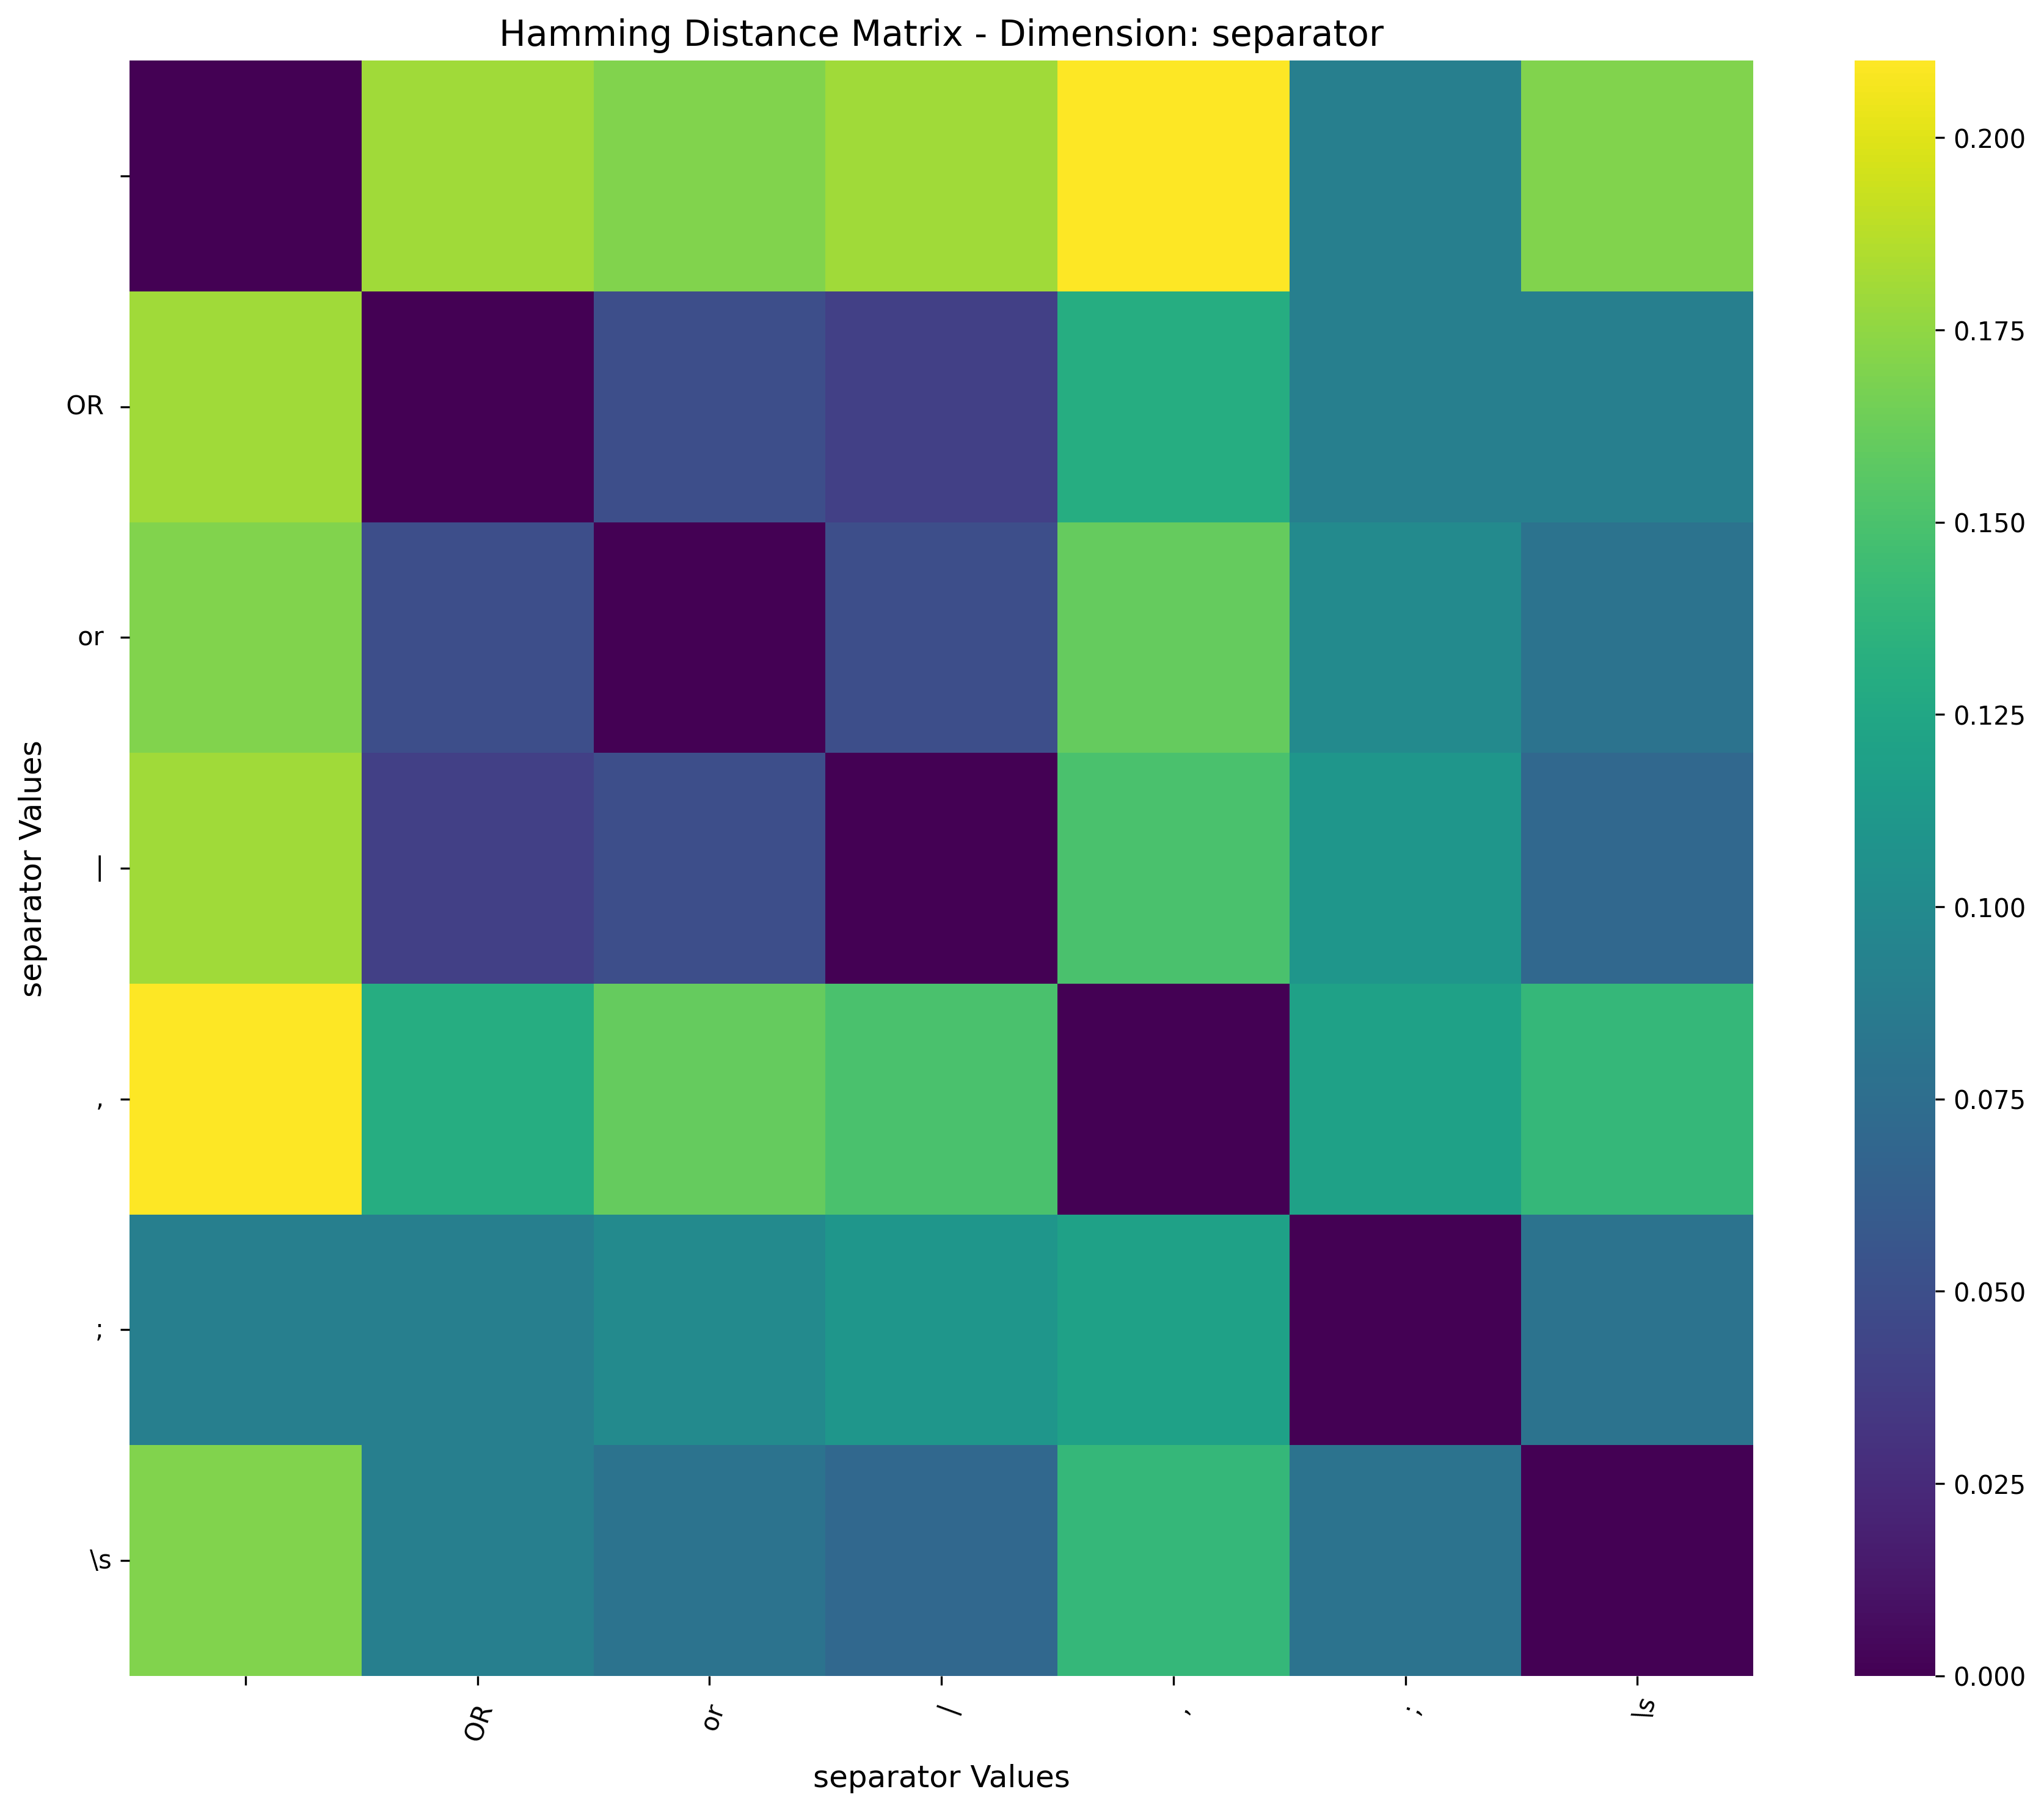 Hamming Distance Matrix - Dimension: separator
separator Values
OR
or
|
,
;
\s
OR
or
|
,
;
\s
separator Values
0.200
0.175
0.150
0.125
0.100
0.075
0.050
0.025
0.000